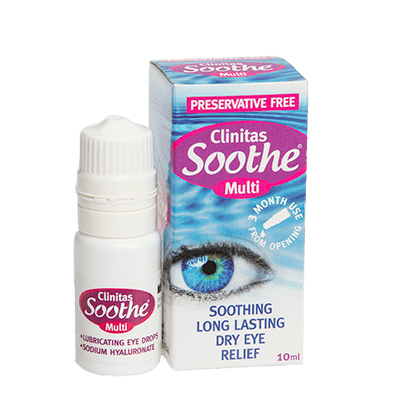 PRESERVATIVE FREE
Clinitas
Soothe®
Multi
3 MONTH USE
FROM OPENING
SOOTHING
LONG LASTING
DRY EYE
RELIEF
10ml
Clinitas
Soothe®
Multi
•LUBRICATING EYE DROPS
•SODIUM HYALURONATE